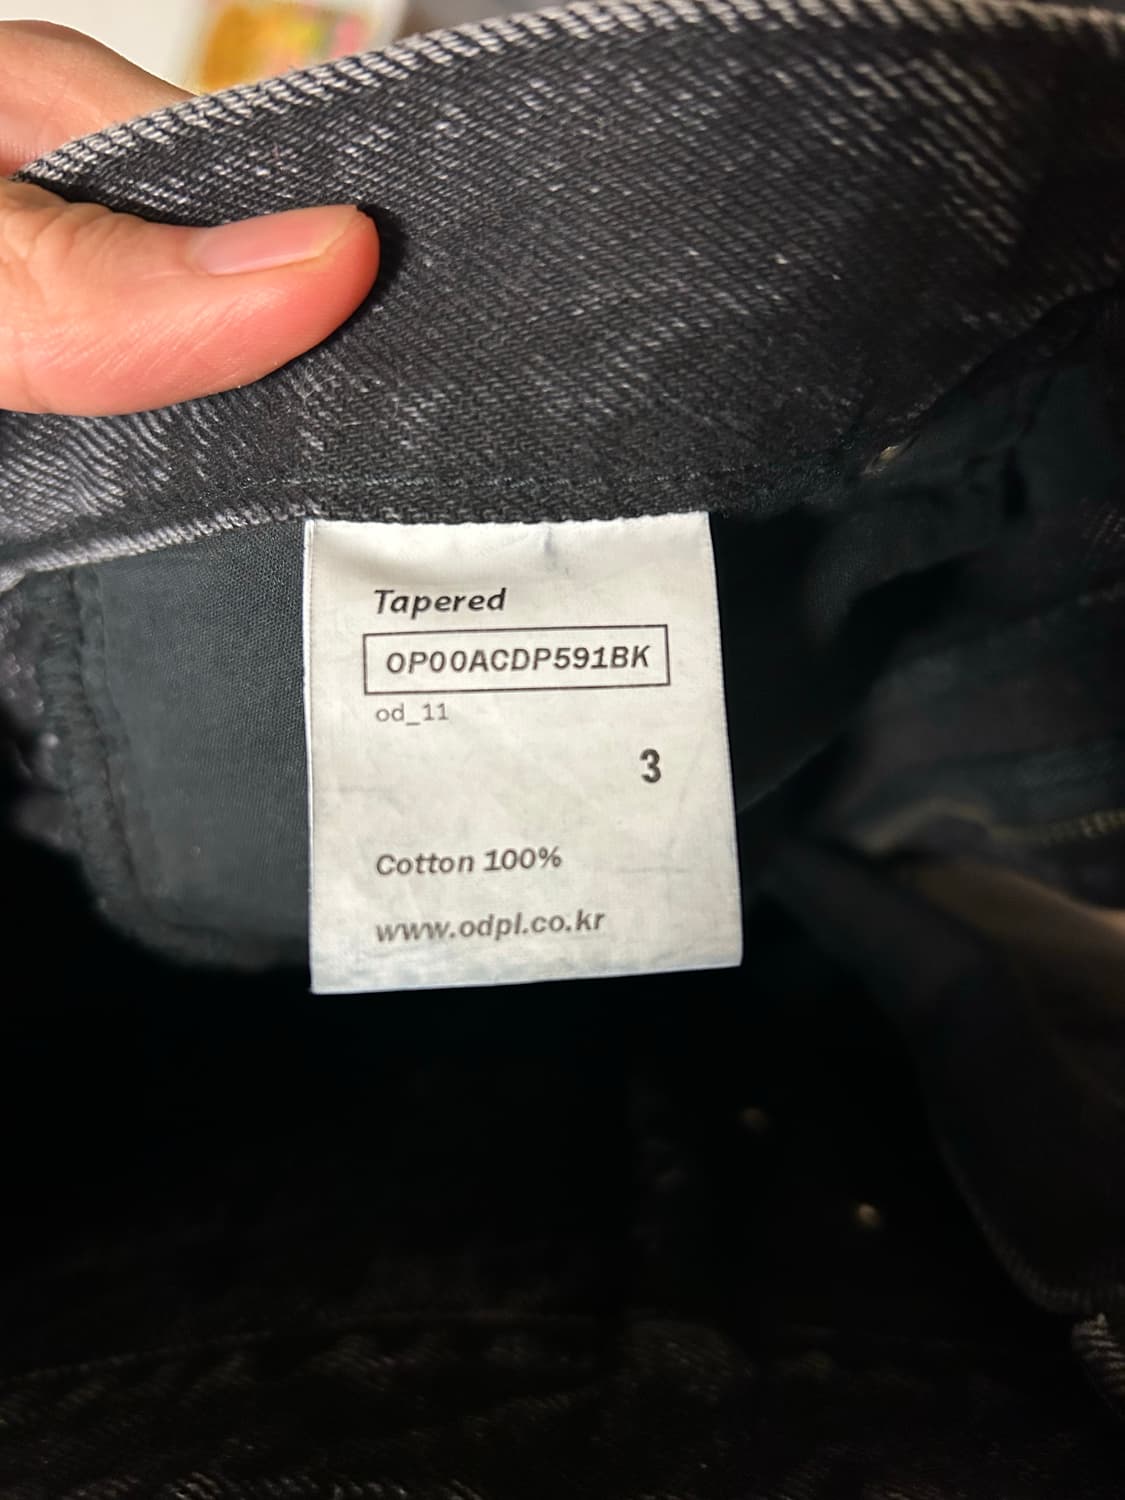 Tapered
OP00ACDP591BK
od_11
3
Cotton 100%
www.odpl.co.kr